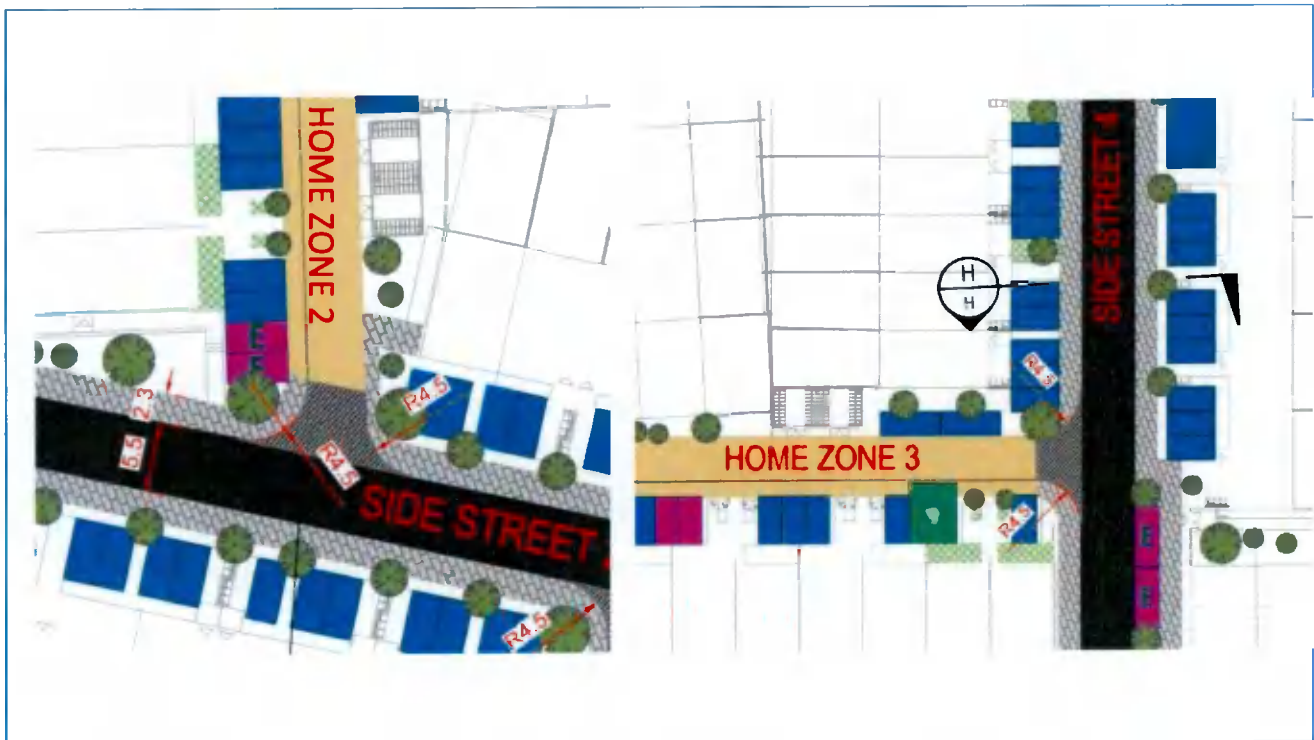 HOME ZONE 2
E
E
2.3
5.5
R4.5
R4.5
SIDE STREET
R4.5
SIDE STREET 4
H
H
R4.5
HOME ZONE 3
R4.5
E
E